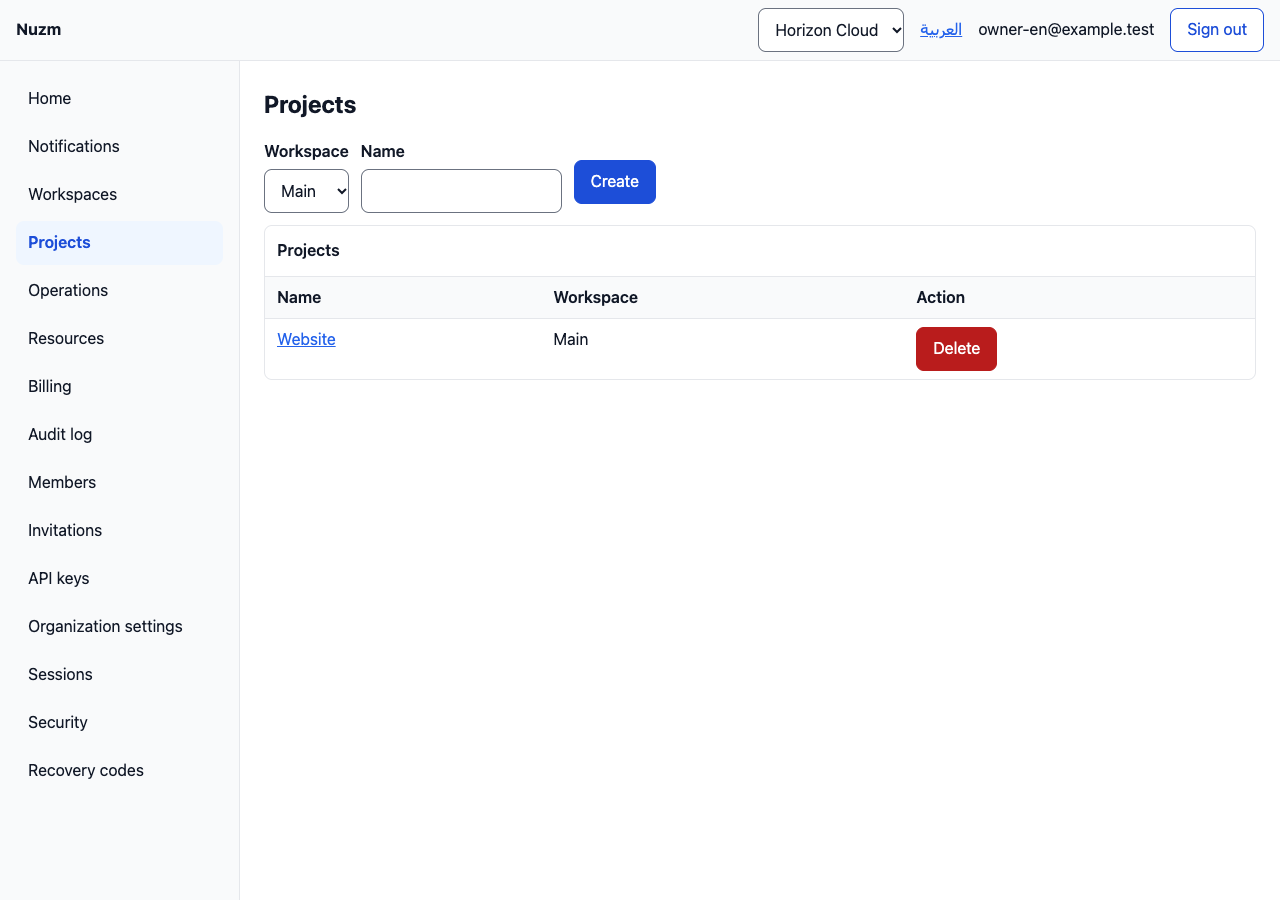 Nuzm
Horizon Cloud العربية owner-en@example.test Sign out
Home
Notifications
Workspaces
Projects
Operations
Resources
Billing
Audit log
Members
Invitations
API keys
Organization settings
Sessions
Security
Recovery codes
Projects
Workspace Name
Main Create
Projects
Name Workspace Action
Website Main Delete